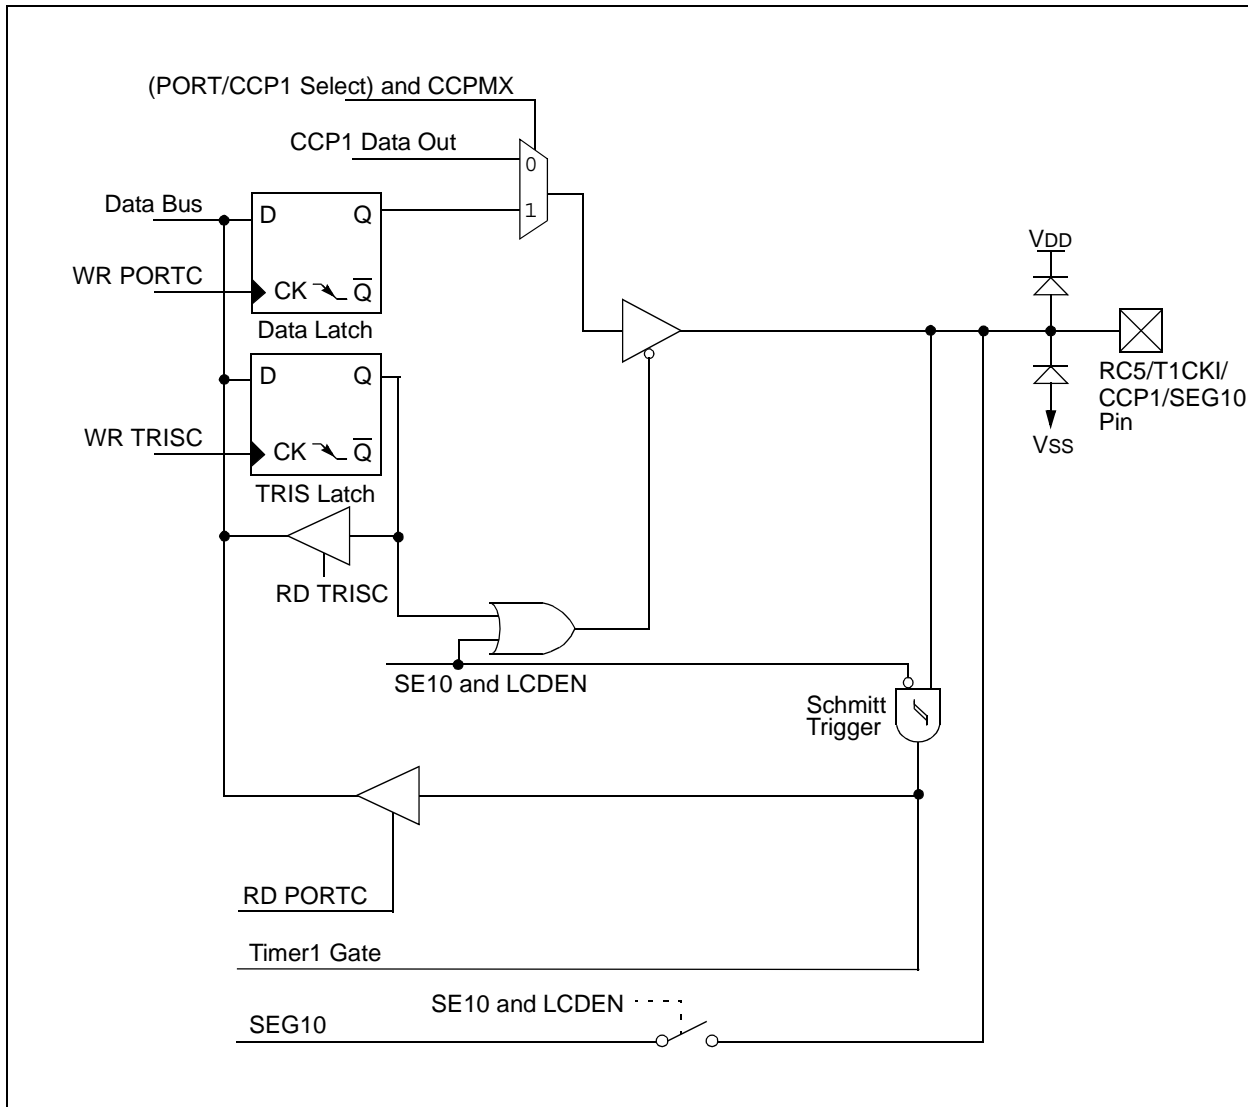 (PORT/CCP1 Select) and CCPMX
CCP1 Data Out
0
Data Bus
D
Q
1
VDD
WR PORTC
CK
Q
Data Latch
D
Q
RC5/T1CKI/
CCP1/SEG10
Pin
WR TRISC
CK
Q
VSS
TRIS Latch
RD TRISC
SE10 and LCDEN
Schmitt
Trigger
RD PORTC
Timer1 Gate
SE10 and LCDEN
SEG10